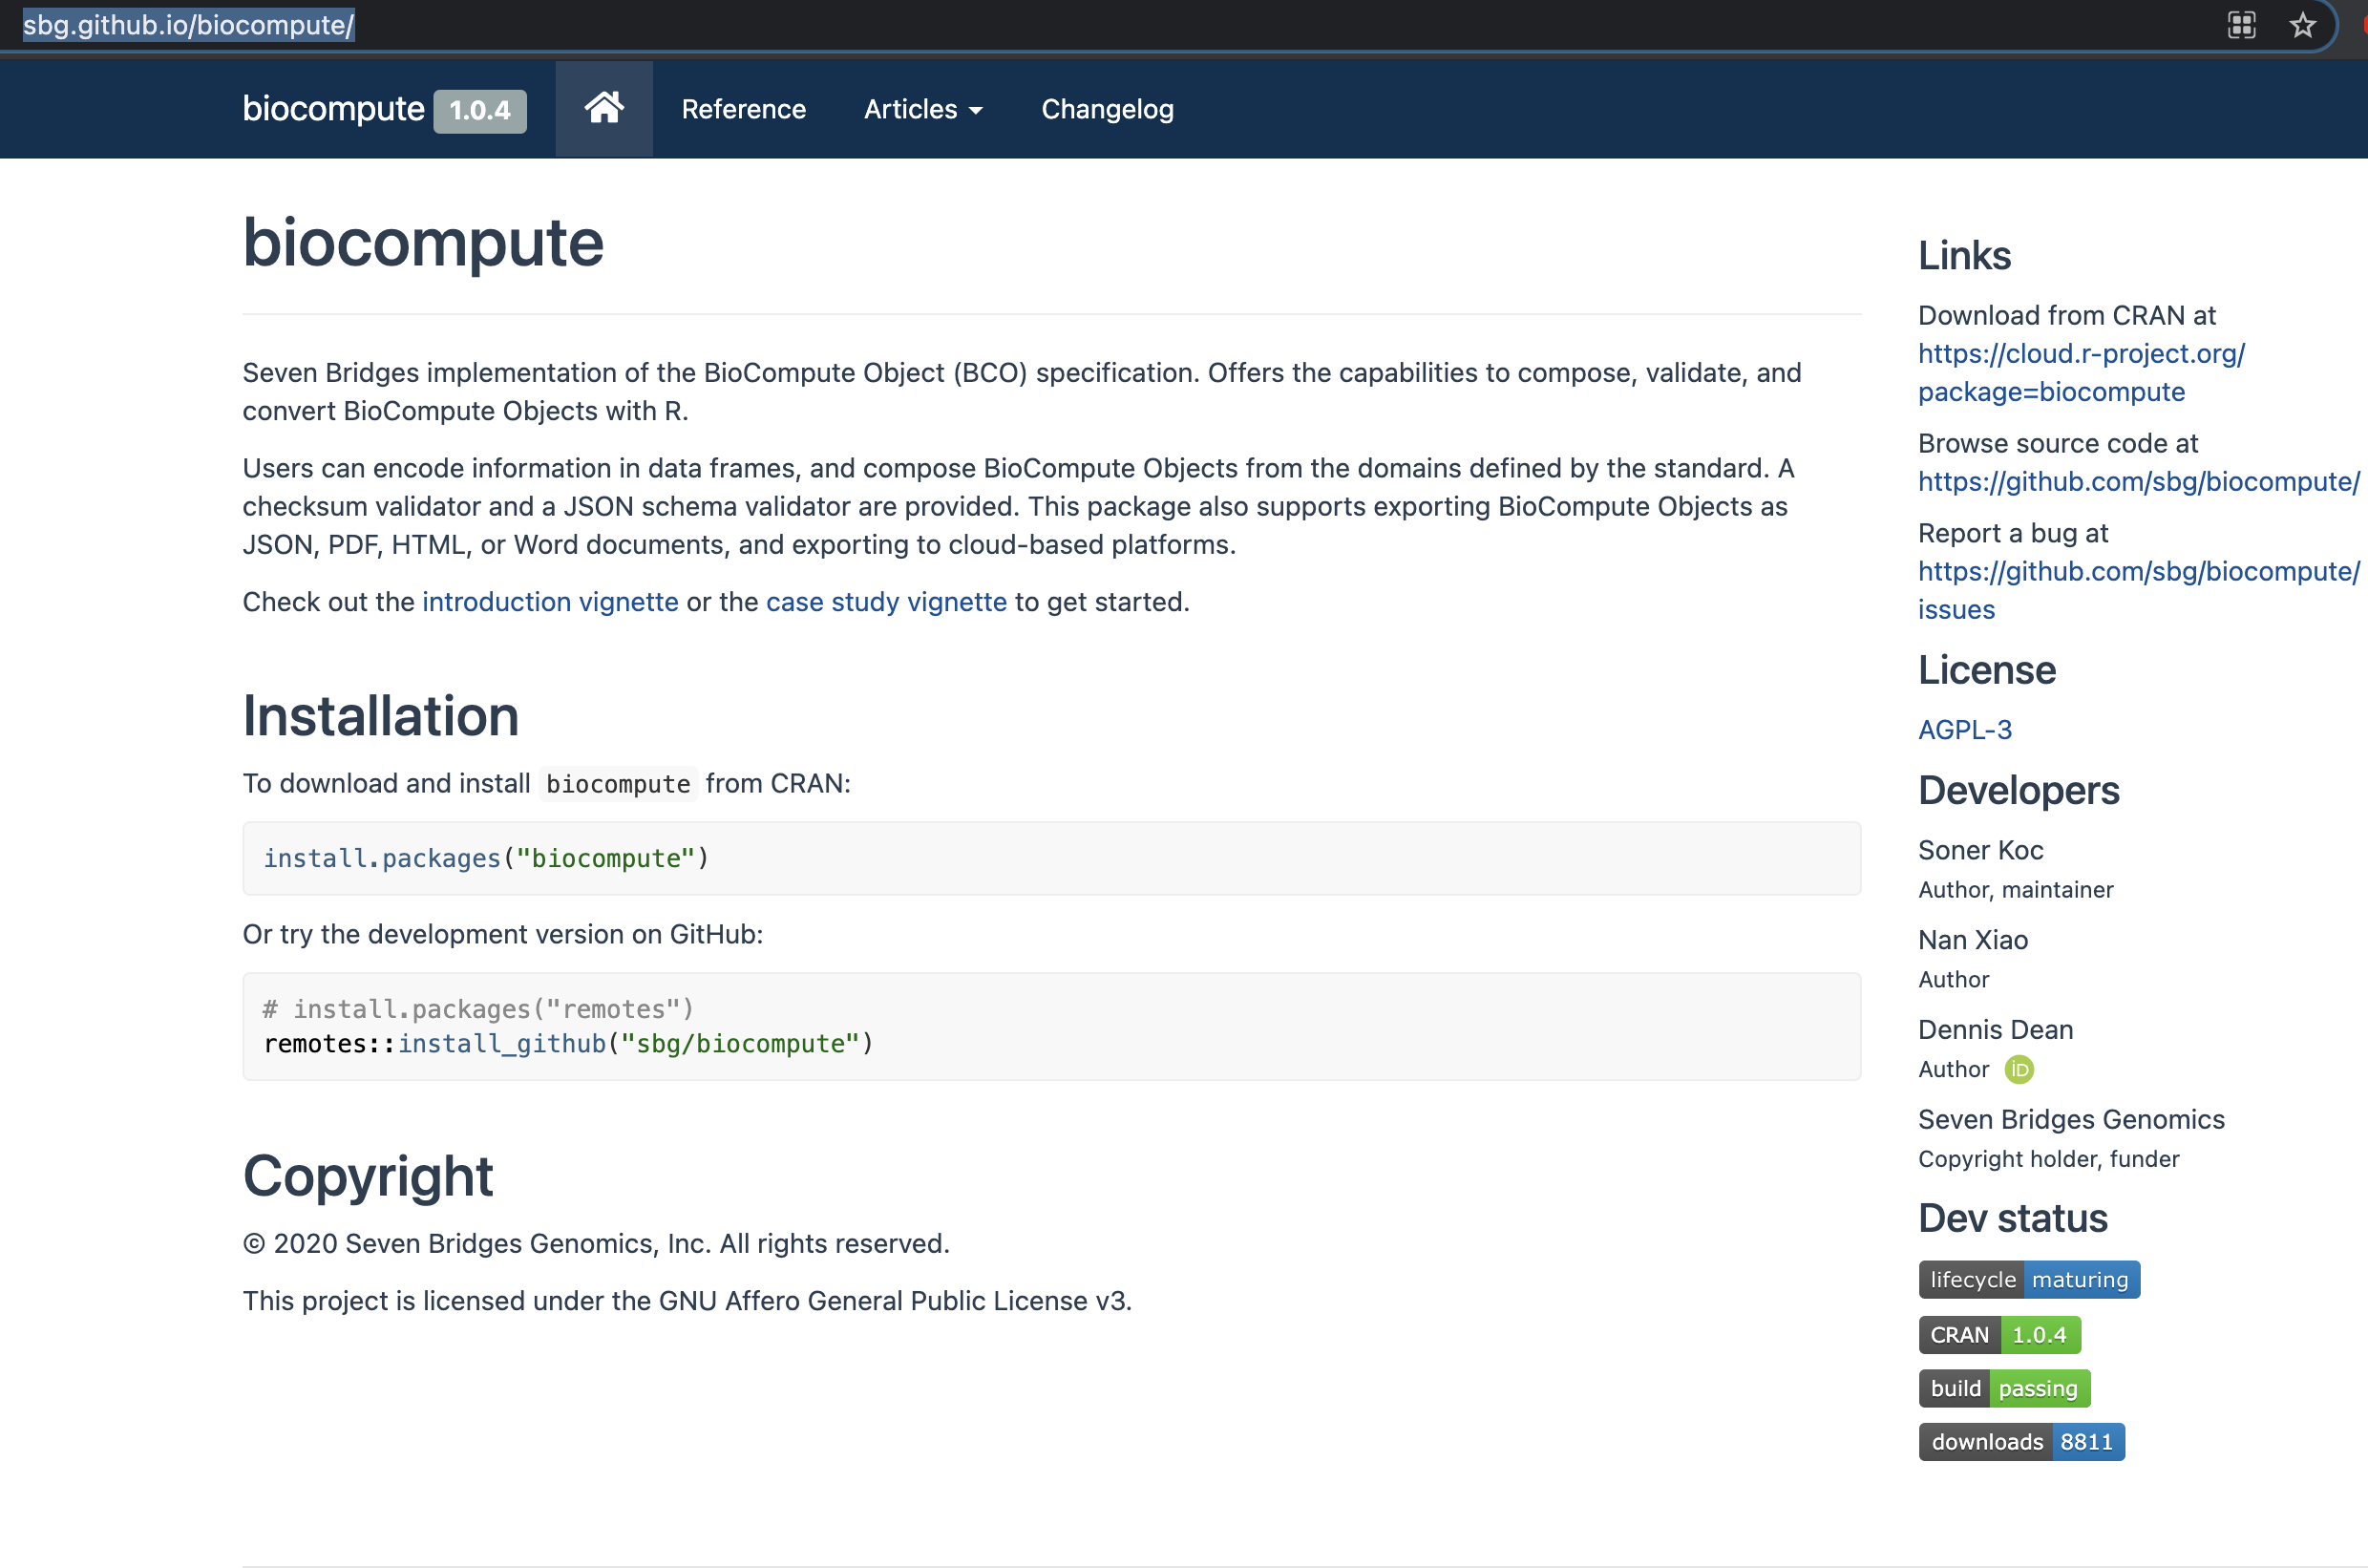 sbg.github.io/biocompute/
biocompute 1.0.4 Reference Articles Changelog
biocompute
Seven Bridges implementation of the BioCompute Object (BCO) specification. Offers the capabilities to compose, validate, and
convert BioCompute Objects with R.
Users can encode information in data frames, and compose BioCompute Objects from the domains defined by the standard. A
checksum validator and a JSON schema validator are provided. This package also supports exporting BioCompute Objects as
JSON, PDF, HTML, or Word documents, and exporting to cloud-based platforms.
Check out the introduction vignette or the case study vignette to get started.
Installation
To download and install biocompute from CRAN:
install.packages("biocompute")
Or try the development version on GitHub:
# install.packages("remotes")
remotes::install_github("sbg/biocompute")
Copyright
© 2020 Seven Bridges Genomics, Inc. All rights reserved.
This project is licensed under the GNU Affero General Public License v3.
Links
Download from CRAN at
https://cloud.r-project.org/
package=biocompute
Browse source code at
https://github.com/sbg/biocompute/
Report a bug at
https://github.com/sbg/biocompute/
issues
License
AGPL-3
Developers
Soner Koc
Author, maintainer
Nan Xiao
Author
Dennis Dean
Author iD
Seven Bridges Genomics
Copyright holder, funder
Dev status
lifecycle maturing
CRAN 1.0.4
build passing
downloads 8811